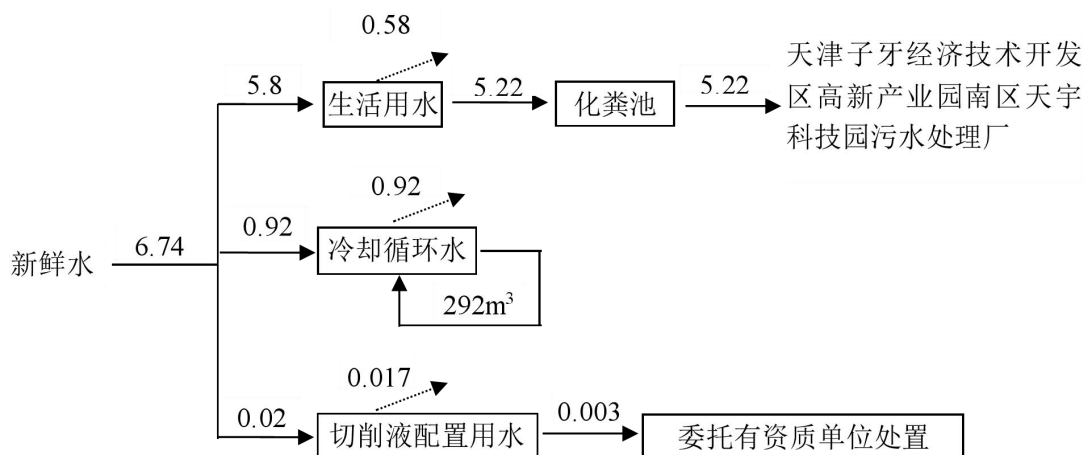 0.58
5.8
生活用水
5.22
化粪池
5.22
天津子牙经济技术开发
区高新产业园南区天宇
科技园污水处理厂
0.92
0.92
冷却循环水
新鲜水
6.74
292m³
0.017
0.02
切削液配置用水
0.003
委托有资质单位处置